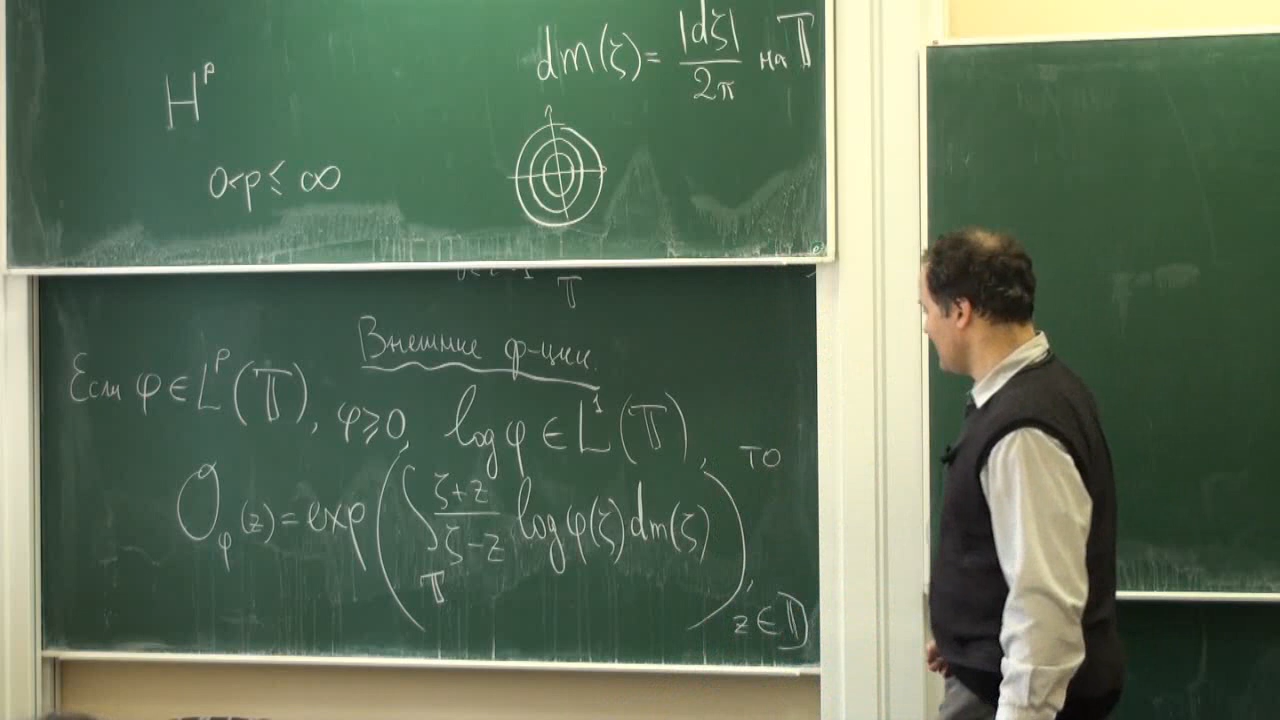 dm(ζ) = |dζ| / 2π на 𝕋
H^p
0<p≤∞
𝕋
Внешние ф-ции.
Если φ ∈ L^p(𝕋), φ≥0, log φ ∈ L^1(𝕋), то
O_φ(z) = exp( ∫_𝕋 (ζ+z)/(ζ-z) log φ(ζ) dm(ζ) ),
z ∈ 𝔻